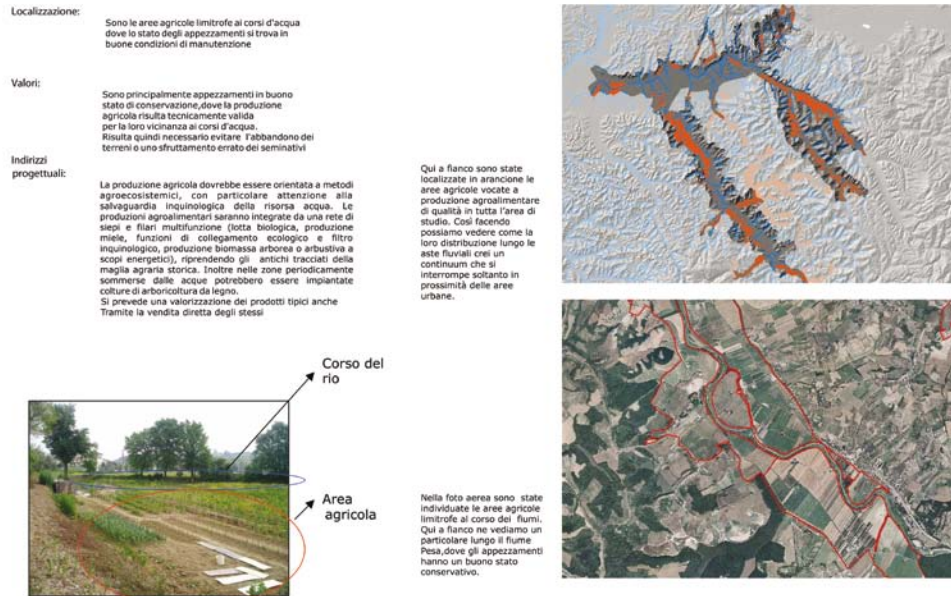 Localizzazione:
Sono le aree agricole limitrofe ai corsi d'acqua
dove lo stato degli appezzamenti si trova in
buone condizioni di manutenzione
Valori:
Sono principalmente appezzamenti in buono
stato di conservazione,dove la produzione
agricola risulta tecnicamente valida
per la loro vicinanza ai corsi d'acqua.
Risulta quindi necessario evitare l'abbandono dei
terreni o uno sfruttamento errato dei seminativi
Indirizzi
progettuali:
La produzione agricola dovrebbe essere orientata a metodi
agroecosistemici, con particolare attenzione alla
salvaguardia inquinologica della risorsa acqua. Le
produzioni agroalimentari saranno integrate da una rete di
siepi e filari multifunzione (lotta biologica, produzione
miele, funzioni di collegamento ecologico e filtro
inquinologico, produzione biomassa arborea o arbustiva a
scopi energetici), riprendendo gli antichi tracciati della
maglia agraria storica. Inoltre nelle zone periodicamente
sommerse dalle acque potrebbero essere impiantate
colture di arboricoltura da legno.
Si prevede una valorizzazione dei prodotti tipici anche
Tramite la vendita diretta degli stessi
Qui a fianco sono state
localizzate in arancione le
aree agricole vocate a
produzione agroalimentare
di qualità in tutta l'area di
studio. Così facendo
possiamo vedere come la
loro distribuzione lungo le
aste fluviali crei un
continuum che si
interrompe soltanto in
prossimità delle aree
urbane.
Corso del
rio
Area
agricola
Nella foto aerea sono state
individuate le aree agricole
limitrofe al corso dei fiumi.
Qui a fianco ne vediamo un
particolare lungo il fiume
Pesa,dove gli appezzamenti
hanno un buono stato
conservativo.